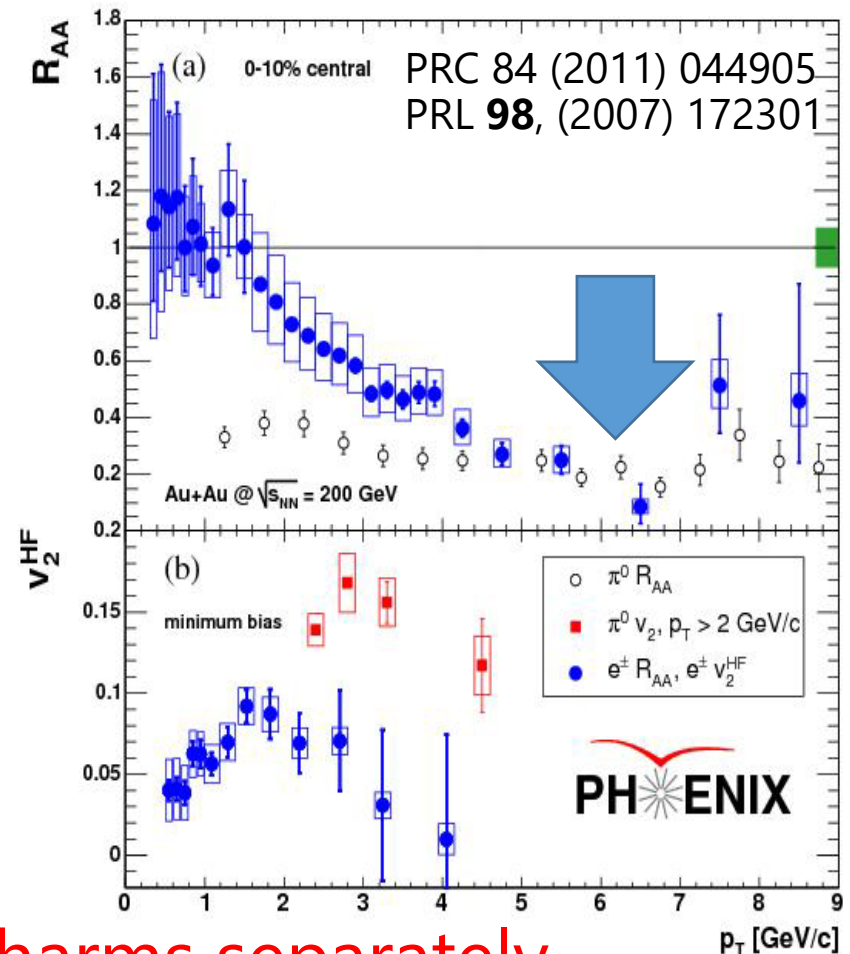 R_AA
1.8
1.6
1.4
1.2
1
0.8
0.6
0.4
0.2
(a)
0-10% central
PRC 84 (2011) 044905
PRL 98, (2007) 172301
Au+Au @ √s_NN = 200 GeV
v_2^HF
0.2
0.15
0.1
0.05
0
(b)
minimum bias
π⁰ R_AA
π⁰ v_2, p_T > 2 GeV/c
e^± R_AA, e^± v_2^HF
PHENIX
0 1 2 3 4 5 6 7 8 9
p_T [GeV/c]
harms separately